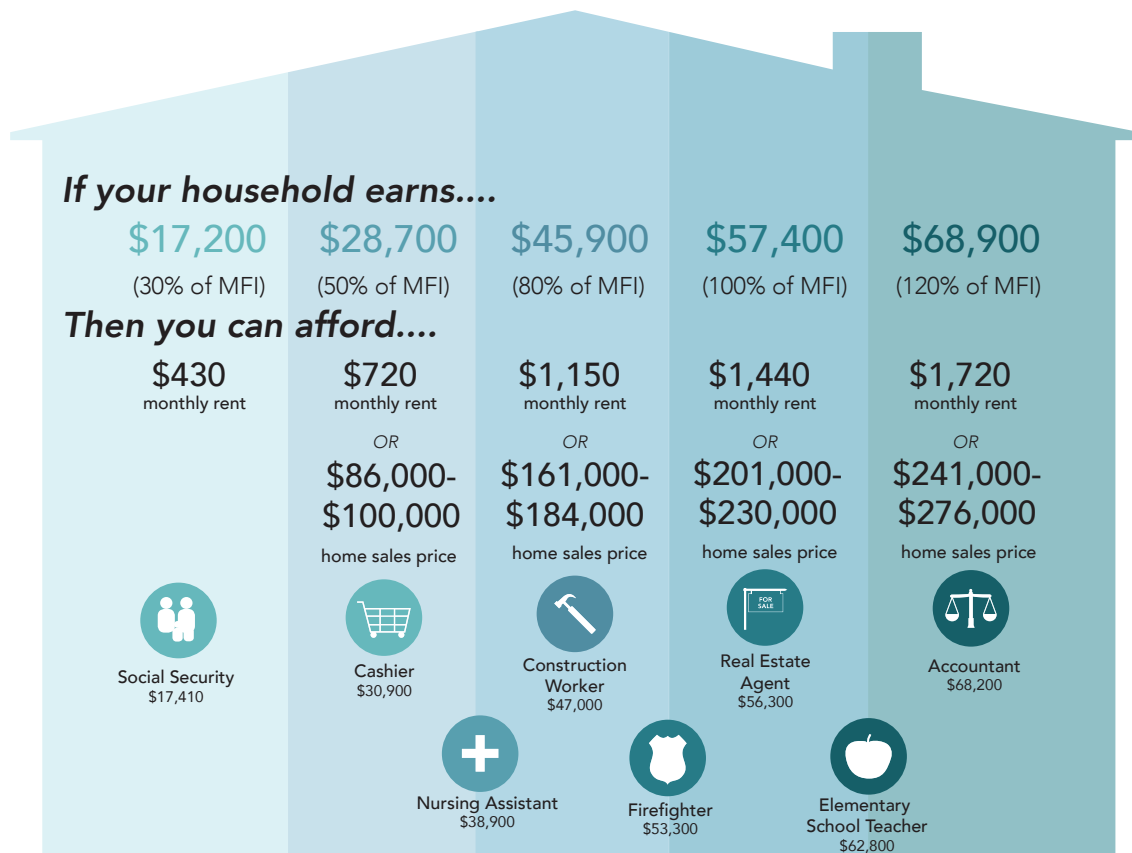 If your household earns....
$17,200 $28,700 $45,900 $57,400 $68,900
(30% of MFI) (50% of MFI) (80% of MFI) (100% of MFI) (120% of MFI)
Then you can afford....
$430 $720 $1,150 $1,440 $1,720
monthly rent monthly rent monthly rent monthly rent monthly rent
OR OR OR OR
$86,000- $161,000- $201,000- $241,000-
$100,000 $184,000 $230,000 $276,000
home sales price home sales price home sales price home sales price
FOR
SALE
Social Security
$17,410
Cashier
$30,900
Construction
Worker
$47,000
Real Estate
Agent
$56,300
Accountant
$68,200
Nursing Assistant
$38,900
Firefighter
$53,300
Elementary
School Teacher
$62,800